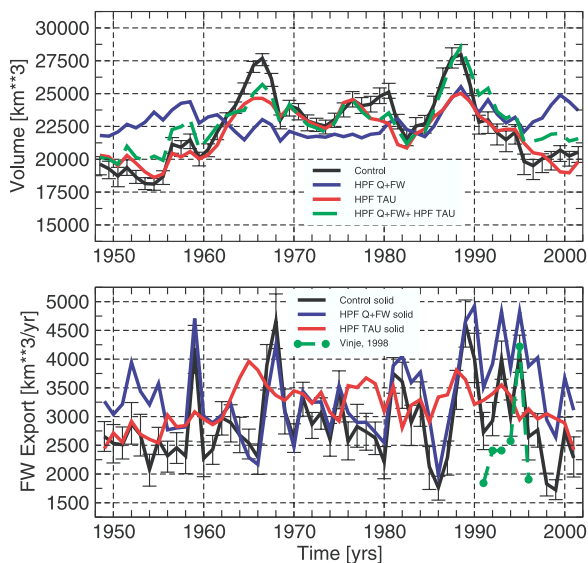 30000
27500
25000
22500
20000
17500
15000
Volume [km**3]
Control
HPF Q+FW
HPF TAU
HPF Q+FW+ HPF TAU
1950 1960 1970 1980 1990 2000
5000
4500
4000
3500
3000
2500
2000
1500
FW Export [km**3/yr]
Control solid
HPF Q+FW solid
HPF TAU solid
Vinje, 1998
1950 1960 1970 1980 1990 2000
Time [yrs]